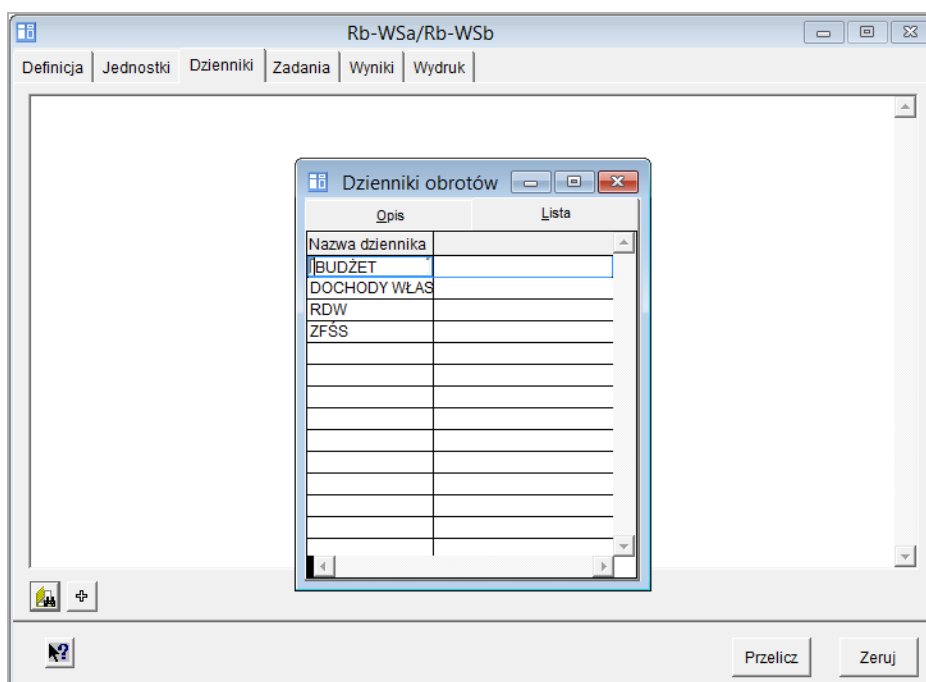 Rb-WSa/Rb-WSb
Definicja Jednostki Dzienniki Zadania Wyniki Wydruk
Dzienniki obrotów
Opis Lista
Nazwa dziennika
BUDŻET
DOCHODY WŁAS
RDW
ZFŚS
Przelicz Zeruj